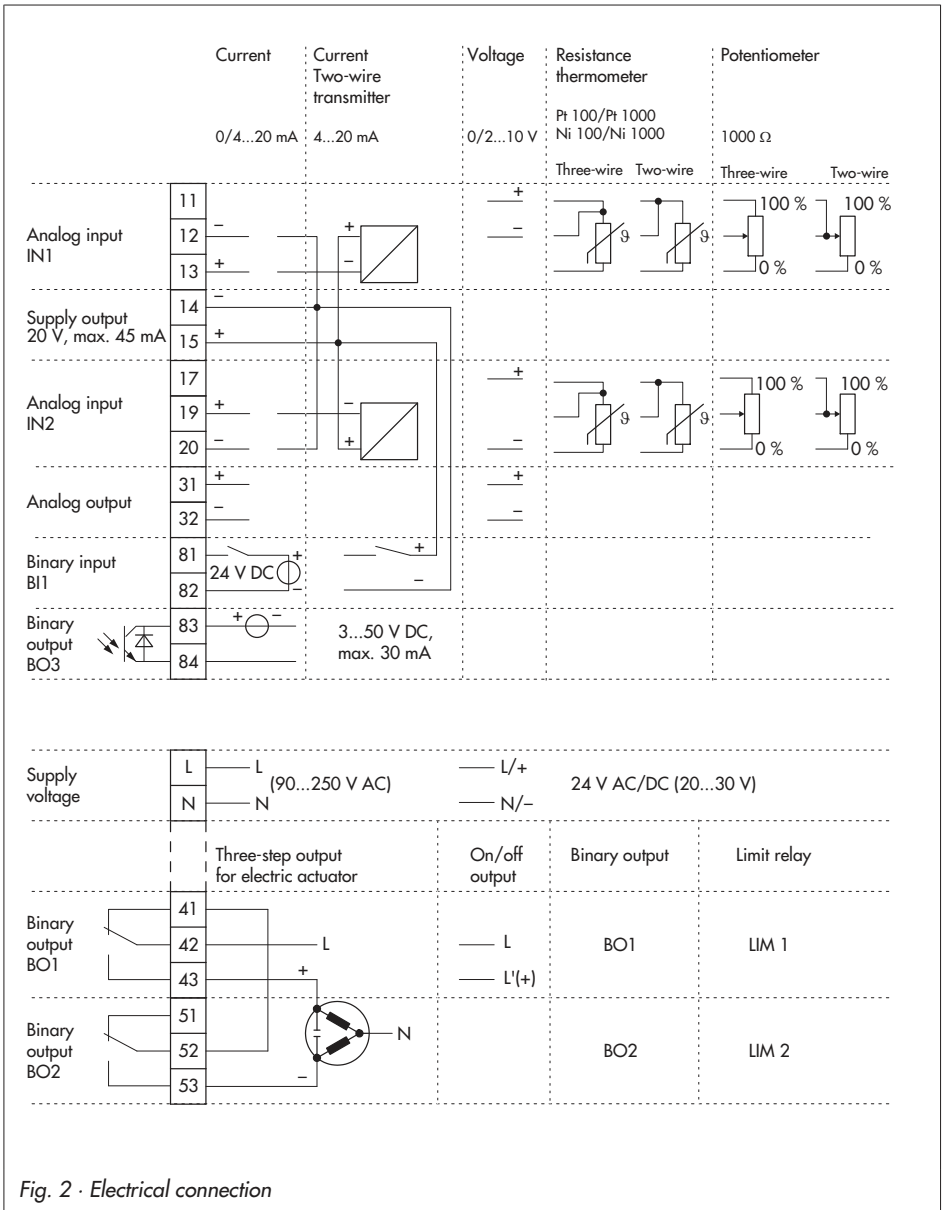 Current Current Voltage Resistance Potentiometer
Two-wire thermometer
transmitter
Pt 100/Pt 1000
0/4...20 mA 4...20 mA 0/2...10 V Ni 100/Ni 1000 1000 Ω
Three-wire Two-wire Three-wire Two-wire
11 + 100 % 100 %
Analog input 12 − + − ϑ ϑ
IN1 13 + − 0 % 0 %
14 −
Supply output
20 V, max. 45 mA 15 +
17 + 100 % 100 %
Analog input 19 + − ϑ ϑ
IN2 20 − + − 0 % 0 %
31 + +
Analog output
32 − −
Binary input 81 + +
BI1 24 V DC
82 − −
Binary 83 + − 3...50 V DC,
output max. 30 mA
BO3 84
Supply L L (90...250 V AC) L/+ 24 V AC/DC (20...30 V)
voltage N N N/−
Three-step output On/off Binary output Limit relay
for electric actuator output
41
Binary
output 42 L L BO1 LIM 1
BO1 43 + L'(+)
51
Binary
output 52 N BO2 LIM 2
BO2 53 −
Fig. 2 · Electrical connection